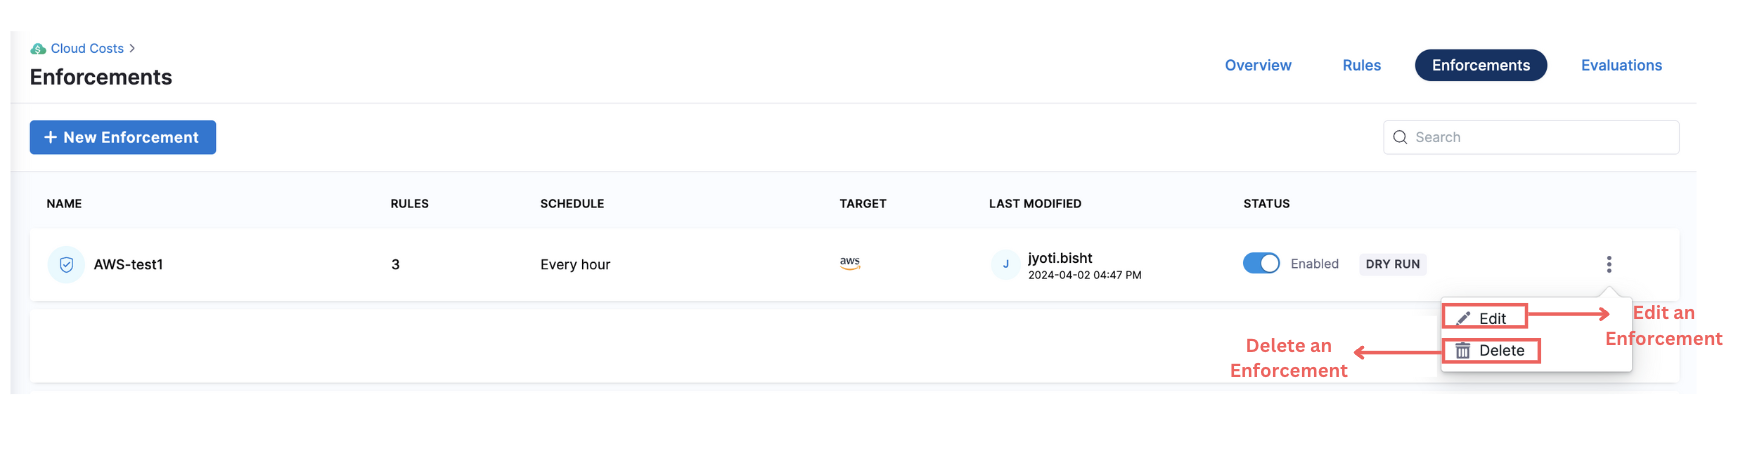 Cloud Costs >
Enforcements
Overview Rules Enforcements Evaluations
+ New Enforcement
Search
NAME RULES SCHEDULE TARGET LAST MODIFIED STATUS
AWS-test1 3 Every hour aws J jyoti.bisht Enabled DRY RUN
2024-04-02 04:47 PM
Edit
Edit an
Enforcement
Delete
Delete an
Enforcement